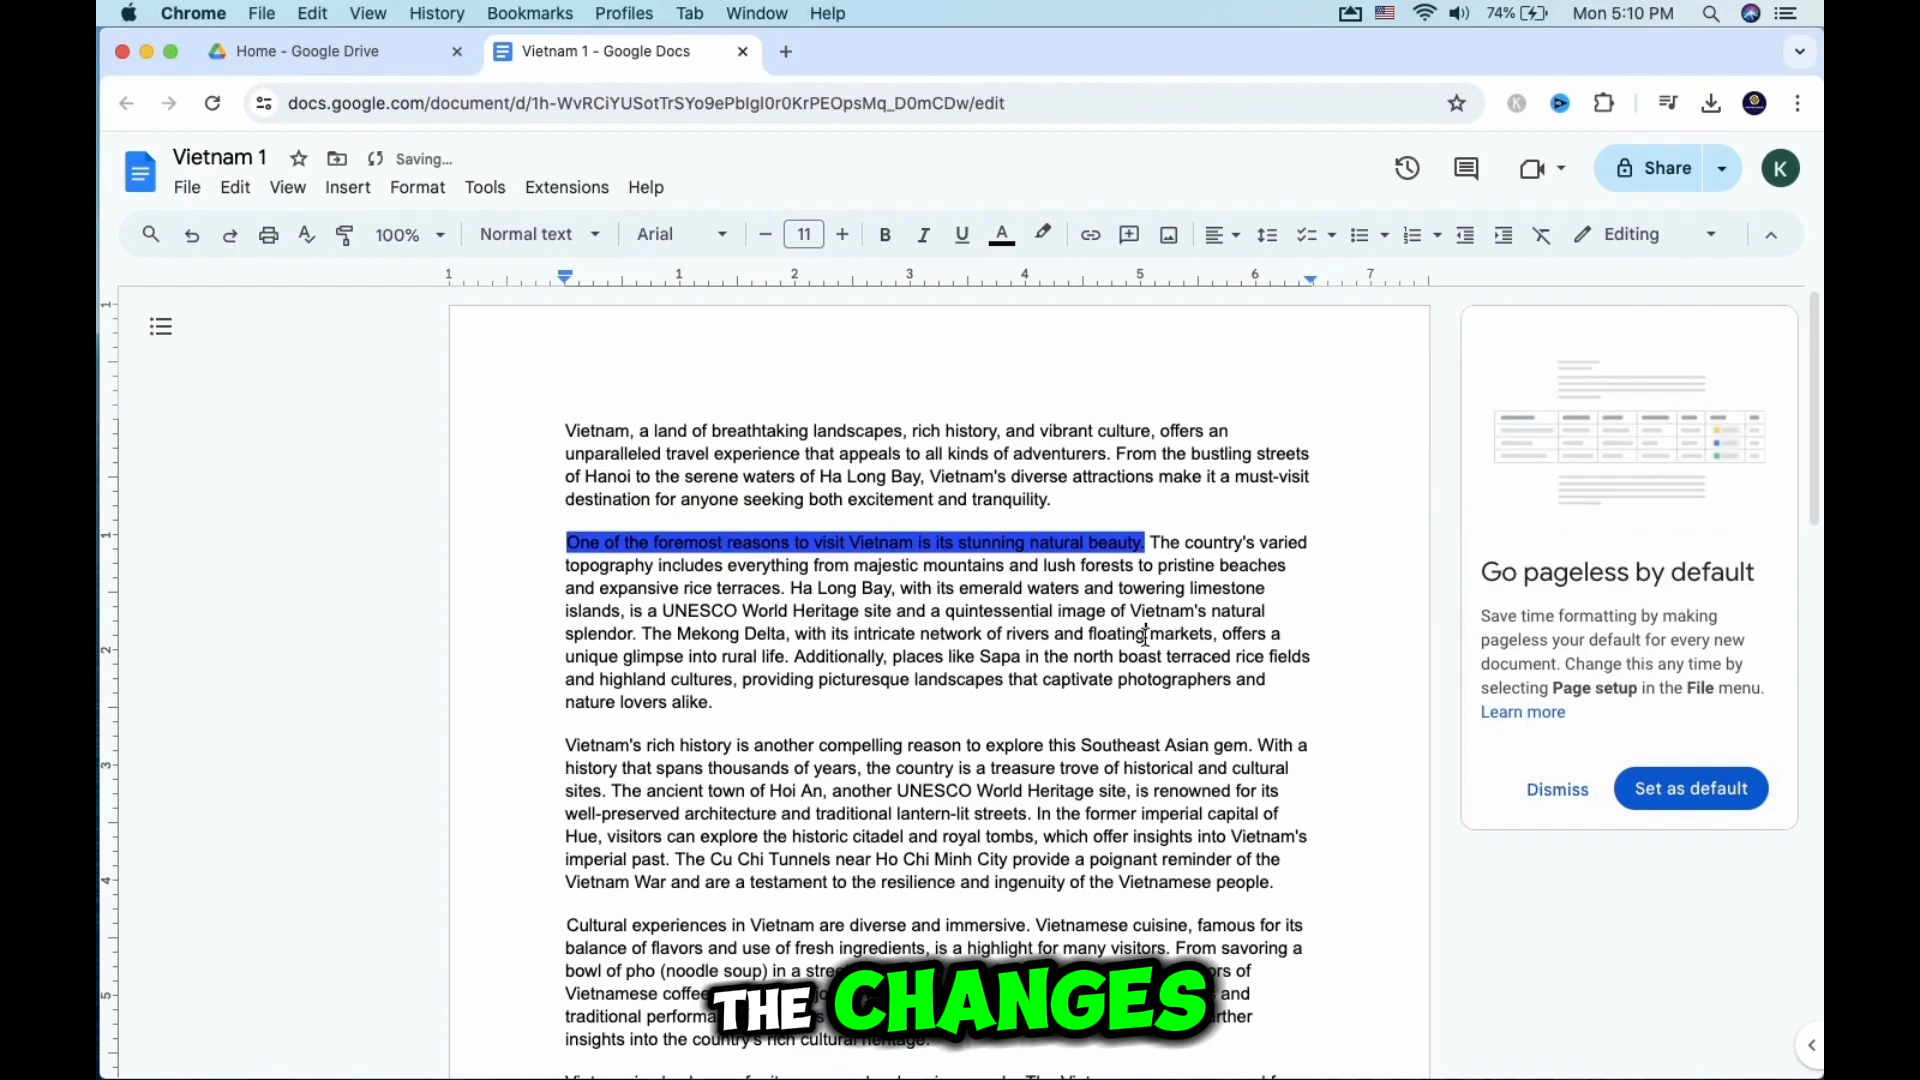 Chrome File Edit View History Bookmarks Profiles Tab Window Help 74% Mon 5:10 PM
Home - Google Drive Vietnam 1 - Google Docs
docs.google.com/document/d/1h-WvRCiYUSotTrSYo9ePbIgI0r0KrPEOpsMq_D0mCDw/edit K
Vietnam 1 Saving...
File Edit View Insert Format Tools Extensions Help Share K
100% Normal text Arial 11 B I U A Editing
1 1 2 3 4 5 6 7
Vietnam, a land of breathtaking landscapes, rich history, and vibrant culture, offers an
unparalleled travel experience that appeals to all kinds of adventurers. From the bustling streets
of Hanoi to the serene waters of Ha Long Bay, Vietnam's diverse attractions make it a must-visit
destination for anyone seeking both excitement and tranquility.
One of the foremost reasons to visit Vietnam is its stunning natural beauty. The country's varied
topography includes everything from majestic mountains and lush forests to pristine beaches
and expansive rice terraces. Ha Long Bay, with its emerald waters and towering limestone
islands, is a UNESCO World Heritage site and a quintessential image of Vietnam's natural
splendor. The Mekong Delta, with its intricate network of rivers and floating markets, offers a
unique glimpse into rural life. Additionally, places like Sapa in the north boast terraced rice fields
and highland cultures, providing picturesque landscapes that captivate photographers and
nature lovers alike.
Vietnam's rich history is another compelling reason to explore this Southeast Asian gem. With a
history that spans thousands of years, the country is a treasure trove of historical and cultural
sites. The ancient town of Hoi An, another UNESCO World Heritage site, is renowned for its
well-preserved architecture and traditional lantern-lit streets. In the former imperial capital of
Hue, visitors can explore the historic citadel and royal tombs, which offer insights into Vietnam's
imperial past. The Cu Chi Tunnels near Ho Chi Minh City provide a poignant reminder of the
Vietnam War and are a testament to the resilience and ingenuity of the Vietnamese people.
Cultural experiences in Vietnam are diverse and immersive. Vietnamese cuisine, famous for its
balance of flavors and use of fresh ingredients, is a highlight for many visitors. From savoring a
bowl of pho (noodle soup) in a of
Vietnamese and
traditional
insights into the country's rich cultural heritage.
THE CHANGES
Go pageless by default
Save time formatting by making
pageless your default for every new
document. Change this any time by
selecting Page setup in the File menu.
Learn more
Dismiss Set as default
1
1
2
3
4
5